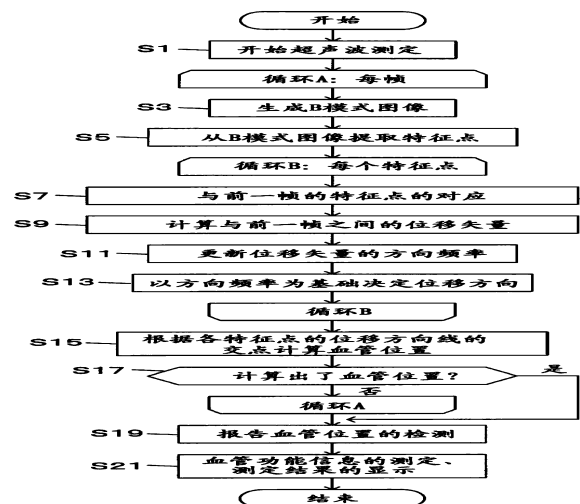 开始
S1 开始超声波测定
循环A：每帧
S3 生成B模式图像
S5 从B模式图像提取特征点
循环B：每个特征点
S7 与前一帧的特征点的对应
S9 计算与前一帧之间的位移矢量
S11 更新位移矢量的方向频率
S13 以方向频率为基础决定位移方向
循环B
S15 根据各特征点的位移方向线的
交点计算血管位置
S17 计算出了血管位置？ 是
否
循环A
S19 报告血管位置的检测
S21 血管功能信息的测定、
测定结果的显示
结束